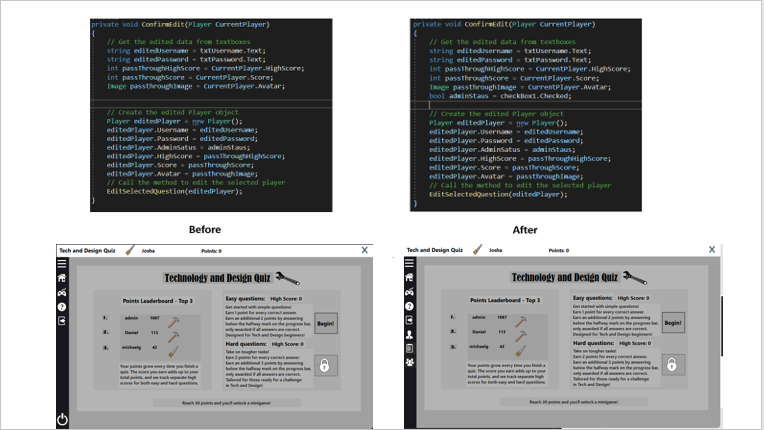 private void ConfirmEdit(Player CurrentPlayer)
{
// Get the edited data from textboxes
string editedUsername = txtUsername.Text;
string editedPassword = txtPassword.Text;
int passThroughHighScore = CurrentPlayer.HighScore;
int passThroughScore = CurrentPlayer.Score;
Image passthroughImage = CurrentPlayer.Avatar;
// Create the edited Player object
Player editedPlayer = new Player();
editedPlayer.Username = editedUsername;
editedPlayer.Password = editedPassword;
editedPlayer.AdminSatus = adminStaus;
editedPlayer.HighScore = passThroughHighScore;
editedPlayer.Score = passThroughScore;
editedPlayer.Avatar = passthroughImage;
// Call the method to edit the selected player
EditSelectedQuestion(editedPlayer);
}
private void ConfirmEdit(Player CurrentPlayer)
{
// Get the edited data from textboxes
string editedUsername = txtUsername.Text;
string editedPassword = txtPassword.Text;
int passThroughHighScore = CurrentPlayer.HighScore;
int passThroughScore = CurrentPlayer.Score;
Image passthroughImage = CurrentPlayer.Avatar;
bool adminStaus = checkBox1.Checked;
// Create the edited Player object
Player editedPlayer = new Player();
editedPlayer.Username = editedUsername;
editedPlayer.Password = editedPassword;
editedPlayer.AdminSatus = adminStaus;
editedPlayer.HighScore = passThroughHighScore;
editedPlayer.Score = passThroughScore;
editedPlayer.Avatar = passthroughImage;
// Call the method to edit the selected player
EditSelectedQuestion(editedPlayer);
}
Before
After
Tech and Design Quiz Josha Points: 0 X
Technology and Design Quiz
Points Leaderboard - Top 3
1. admin 1067
2. Daniel 113
3. michaelg 42
Your points grow every time you finish a
quiz. The score you earn adds up to your
total points, and we track separate high
scores for both easy and hard questions.
Easy questions: High Score: 0
Get started with simple questions!
Earn 1 point for every correct answer.
Earn an additional 2 points by answering
below the halfway mark on the progress bar,
only awarded if all answers are correct.
Designed for Tech and Design beginners!
Begin!
Hard questions: High Score: 0
Take on tougher tasks!
Earn 2 points for every correct answer.
Earn an additional 3 points by answering
below the halfway mark on the progress bar,
only awarded if all answers are correct.
Tailored for those ready for a challenge
in Tech and Design!
Reach 30 points and you'll unlock a minigame!
Tech and Design Quiz Josha Points: 0 X
Technology and Design Quiz
Points Leaderboard - Top 3
1. admin 1067
2. Daniel 113
3. michaelg 42
Your points grow every time you finish a
quiz. The score you earn adds up to your
total points, and we track separate high
scores for both easy and hard questions.
Easy questions: High Score: 0
Get started with simple questions!
Earn 1 point for every correct answer.
Earn an additional 2 points by answering
below the halfway mark on the progress bar,
only awarded if all answers are correct.
Designed for Tech and Design beginners!
Begin!
Hard questions: High Score: 0
Take on tougher tasks!
Earn 2 points for every correct answer.
Earn an additional 3 points by answering
below the halfway mark on the progress bar,
only awarded if all answers are correct.
Tailored for those ready for a challenge
in Tech and Design!
Reach 30 points and you'll unlock a minigame!